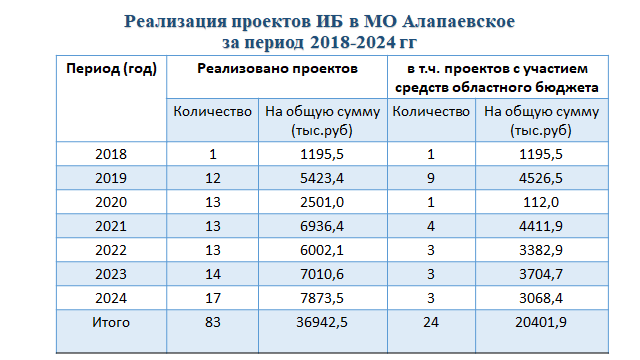 Реализация проектов ИБ в МО Алапаевское
за период 2018-2024 гг
Период (год) Реализовано проектов в т.ч. проектов с участием
средств областного бюджета
Количество На общую сумму Количество На общую сумму
(тыс.руб) (тыс.руб)
2018 1 1195,5 1 1195,5
2019 12 5423,4 9 4526,5
2020 13 2501,0 1 112,0
2021 13 6936,4 4 4411,9
2022 13 6002,1 3 3382,9
2023 14 7010,6 3 3704,7
2024 17 7873,5 3 3068,4
Итого 83 36942,5 24 20401,9